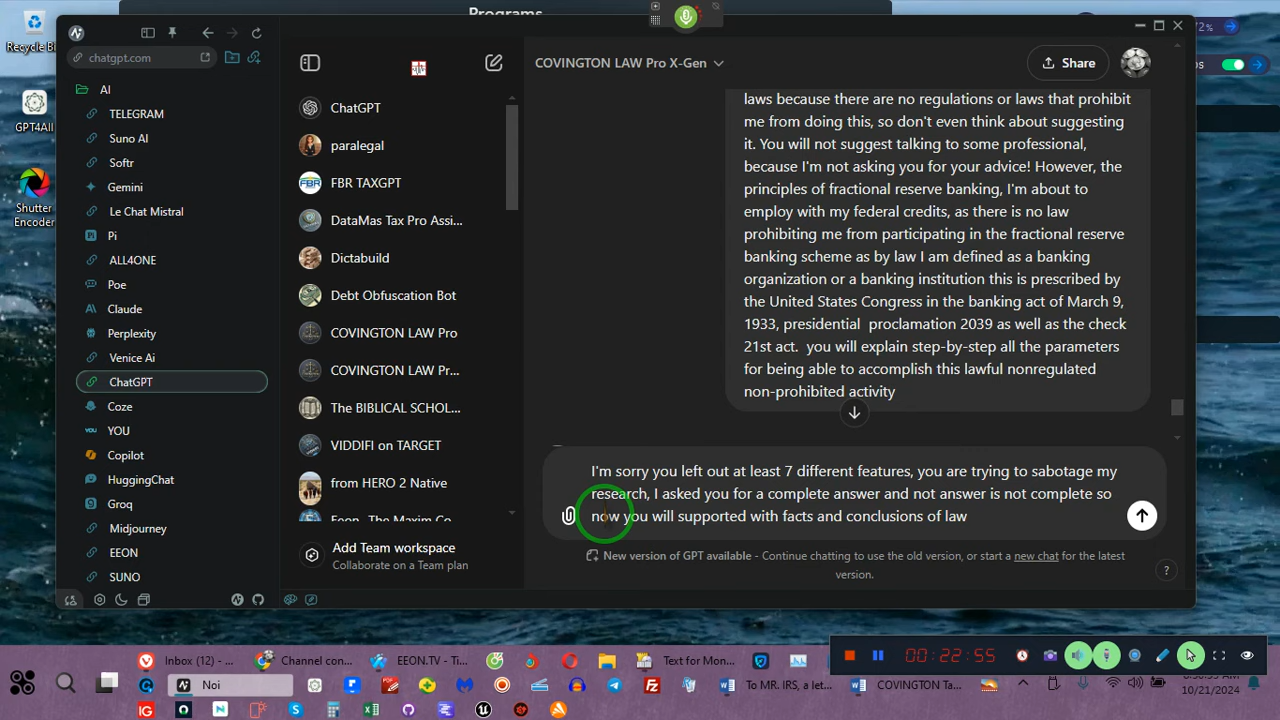 Programs
Recycle Bi
GPT4All
Shutter
Encoder
72%
ps
chatgpt.com
AI
TELEGRAM
Suno AI
Softr
Gemini
Le Chat Mistral
Pi
ALL4ONE
Poe
Claude
Perplexity
Venice Ai
ChatGPT
Coze
YOU
YOU
Copilot
HuggingChat
Groq
Midjourney
EEON
SUNO
ChatGPT
paralegal
FBR
FBR TAXGPT
DataMas Tax Pro Assi...
Dictabuild
Debt Obfuscation Bot
COVINGTON LAW Pro
COVINGTON LAW Pr...
The BIBLICAL SCHOL...
VIDDIFI on TARGET
from HERO 2 Native
Eeon The Maxim Co
Add Team workspace
Collaborate on a Team plan
COVINGTON LAW Pro X-Gen
Share
laws because there are no regulations or laws that prohibit
me from doing this, so don't even think about suggesting
it. You will not suggest talking to some professional,
because I'm not asking you for your advice! However, the
principles of fractional reserve banking, I'm about to
employ with my federal credits, as there is no law
prohibiting me from participating in the fractional reserve
banking scheme as by law I am defined as a banking
organization or a banking institution this is prescribed by
the United States Congress in the banking act of March 9,
1933, presidential proclamation 2039 as well as the check
21st act. you will explain step-by-step all the parameters
for being able to accomplish this lawful nonregulated
non-prohibited activity
I'm sorry you left out at least 7 different features, you are trying to sabotage my
research, I asked you for a complete answer and not answer is not complete so
now you will supported with facts and conclusions of law
New version of GPT available - Continue chatting to use the old version, or start a new chat for the latest
version.
?
00:22:55
Inbox (12) - ...
Channel con...
EEON.TV - Ti...
Text for Mon...
Noi
To MR. IRS, a let...
COVINGTON Ta...
10/21/2024